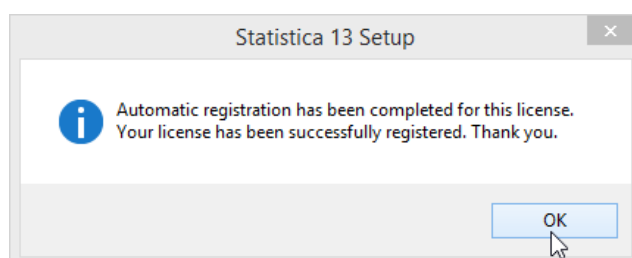 Statistica 13 Setup
Automatic registration has been completed for this license.
Your license has been successfully registered. Thank you.
OK